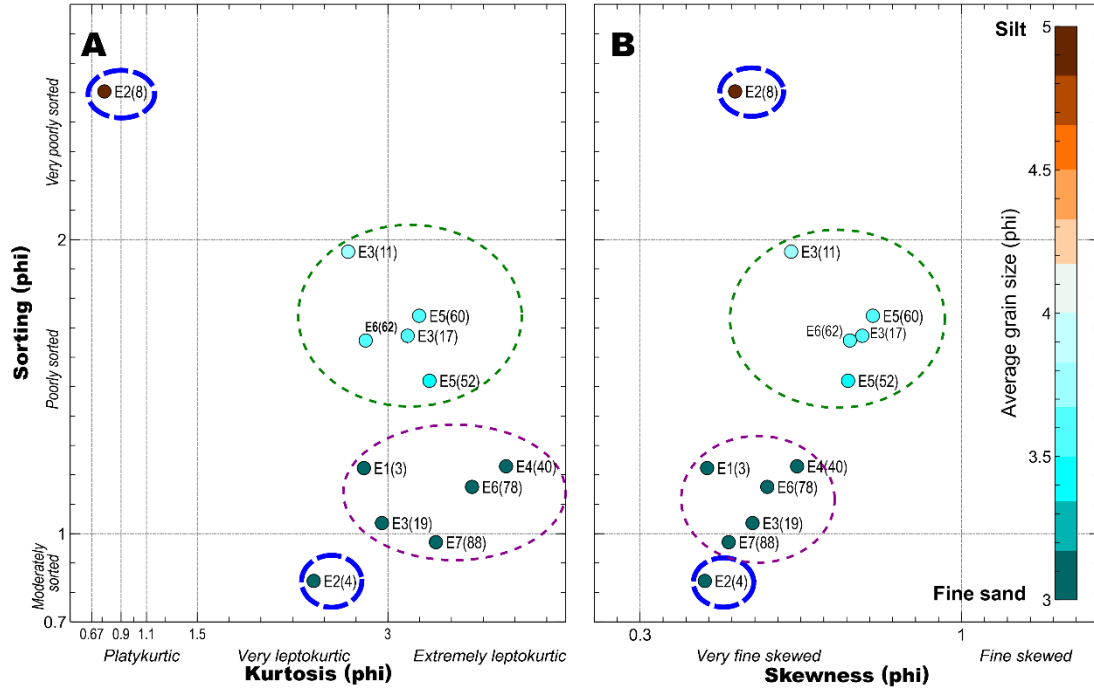 A
B
Silt
Fine sand
5
4.5
4
3.5
3
Average grain size (phi)
Sorting (phi)
Very poorly sorted
Poorly sorted
Moderately
sorted
2
1
0.7
E2(8)
E3(11)
E5(60)
E6(62)
E3(17)
E5(52)
E1(3)
E4(40)
E6(78)
E3(19)
E7(88)
E2(4)
0.67
0.9
1.1
1.5
3
Platykurtic
Very leptokurtic
Extremely leptokurtic
Kurtosis (phi)
E2(8)
E3(11)
E5(60)
E6(62)
E3(17)
E5(52)
E1(3)
E4(40)
E6(78)
E3(19)
E7(88)
E2(4)
0.3
1
Very fine skewed
Fine skewed
Skewness (phi)